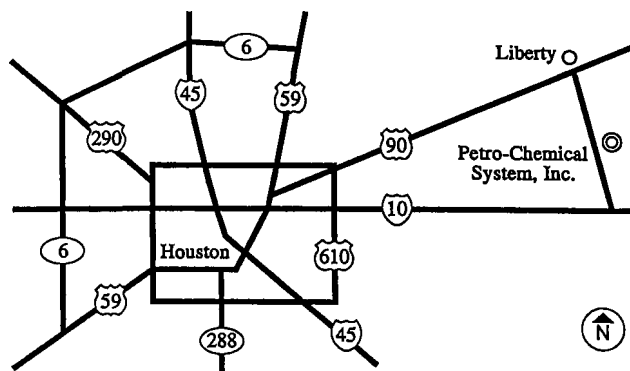 6
Liberty
45
59
290
90
Petro-Chemical
System, Inc.
10
Houston
6
610
59
288
45
N